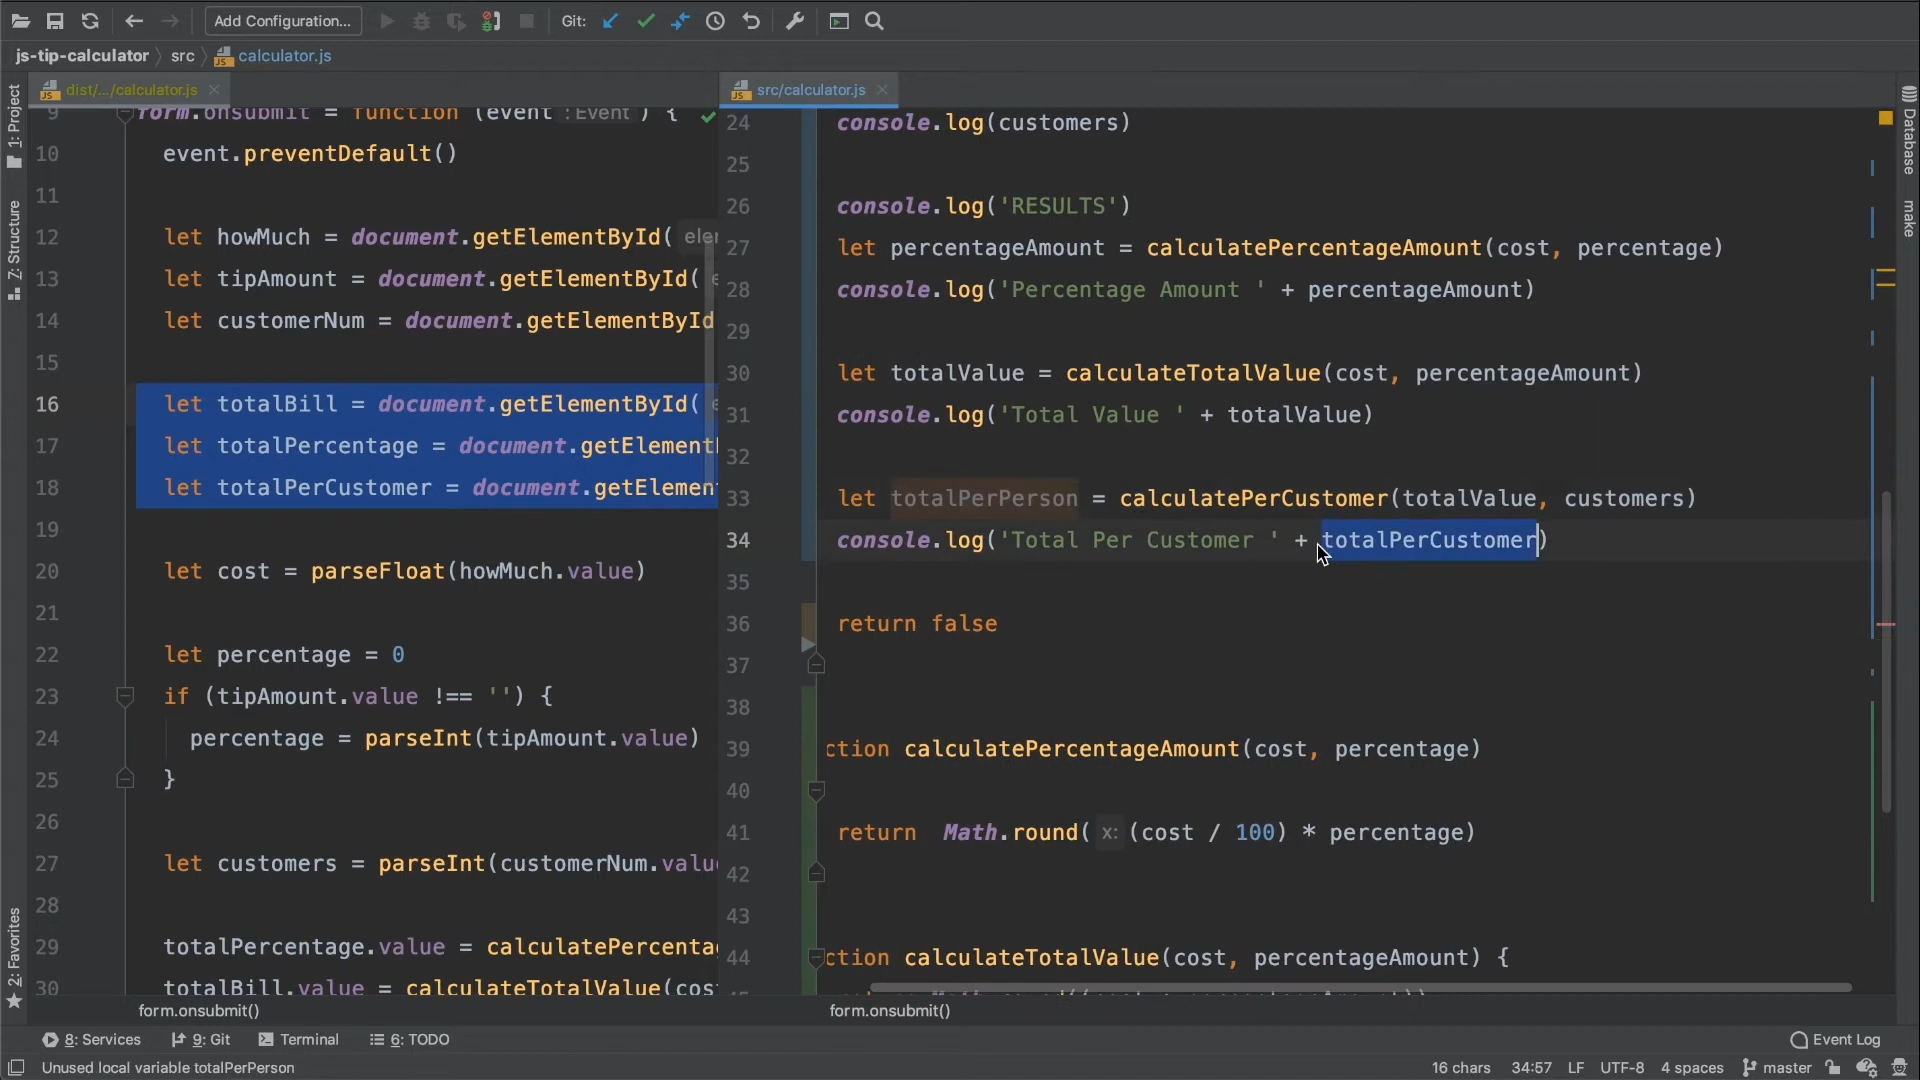 Add Configuration...
Git:
js-tip-calculator
src
calculator.js
1: Project
7: Structure
2: Favorites
dist/.../calculator.js
9 form.onsubmit = function (event : Event ) {
10 event.preventDefault()
11
12 let howMuch = document.getElementById(
13 let tipAmount = document.getElementById(
14 let customerNum = document.getElementById
15
16 let totalBill = document.getElementById(
17 let totalPercentage = document.getElement
18 let totalPerCustomer = document.getElement
19
20 let cost = parseFloat(howMuch.value)
21
22 let percentage = 0
23 if (tipAmount.value !== '') {
24 percentage = parseInt(tipAmount.value)
25 }
26
27 let customers = parseInt(customerNum.value
28
29 totalPercentage.value = calculatePercenta
30 totalBill.value = calculateTotalValue(cos
form.onsubmit()
src/calculator.js
24 console.log(customers)
25
26 console.log('RESULTS')
27 let percentageAmount = calculatePercentageAmount(cost, percentage)
28 console.log('Percentage Amount ' + percentageAmount)
29
30 let totalValue = calculateTotalValue(cost, percentageAmount)
31 console.log('Total Value ' + totalValue)
32
33 let totalPerPerson = calculatePerCustomer(totalValue, customers)
34 console.log('Total Per Customer ' + totalPerCustomer)
35
36 return false
37
38
39 ction calculatePercentageAmount(cost, percentage)
40
41 return Math.round( x: (cost / 100) * percentage)
42
43
44 ction calculateTotalValue(cost, percentageAmount) {
form.onsubmit()
Database
make
8: Services
9: Git
Terminal
6: TODO
Event Log
Unused local variable totalPerPerson
16 chars
34:57
LF
UTF-8
4 spaces
master